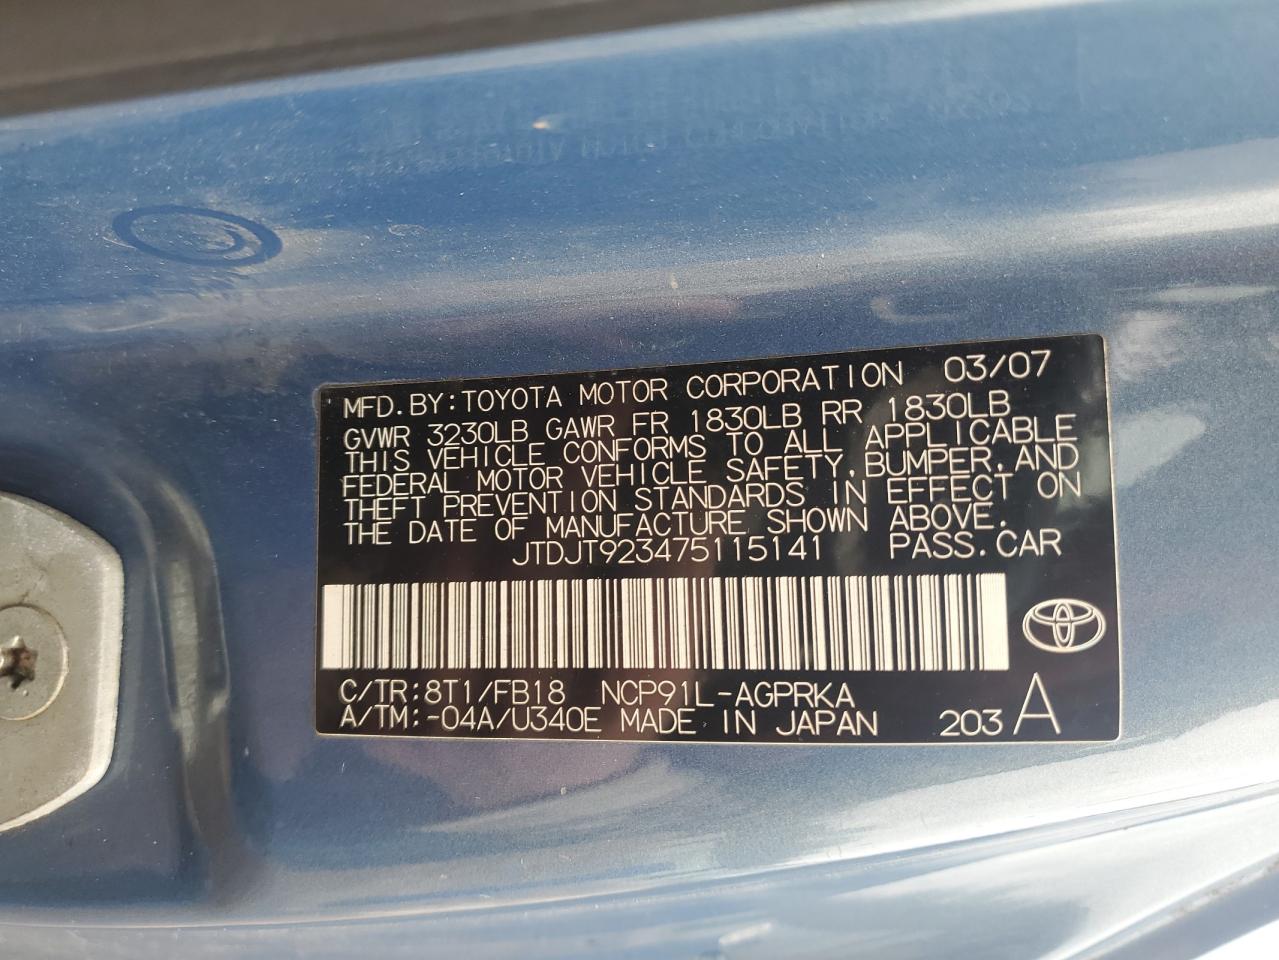 MFD.BY:TOYOTA MOTOR CORPORATION 03/07
GVWR 3230LB GAWR FR 1830LB RR 1830LB
THIS VEHICLE CONFORMS TO ALL APPLICABLE
FEDERAL MOTOR VEHICLE SAFETY,BUMPER,AND
THEFT PREVENTION STANDARDS IN EFFECT ON
THE DATE OF MANUFACTURE SHOWN ABOVE.
JTDJT923475115141 PASS.CAR
C/TR:8T1/FB18 NCP91L-AGPRKA
A/TM:-04A/U340E MADE IN JAPAN 203 A